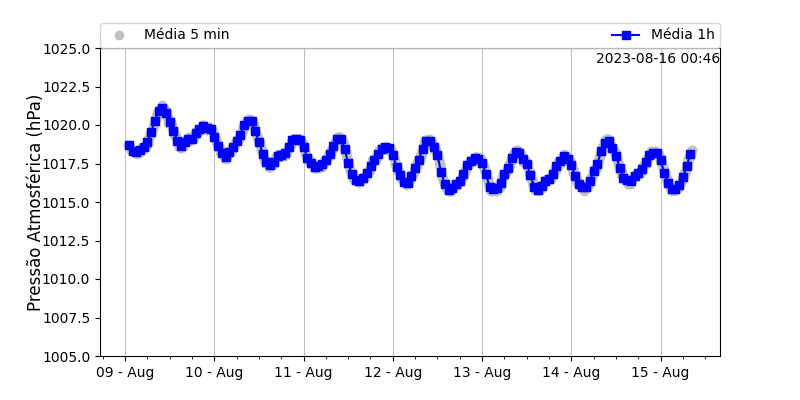 Média 5 min
Média 1h
2023-08-16 00:46
Pressão Atmosférica (hPa)
1025.0
1022.5
1020.0
1017.5
1015.0
1012.5
1010.0
1007.5
1005.0
09 - Aug
10 - Aug
11 - Aug
12 - Aug
13 - Aug
14 - Aug
15 - Aug